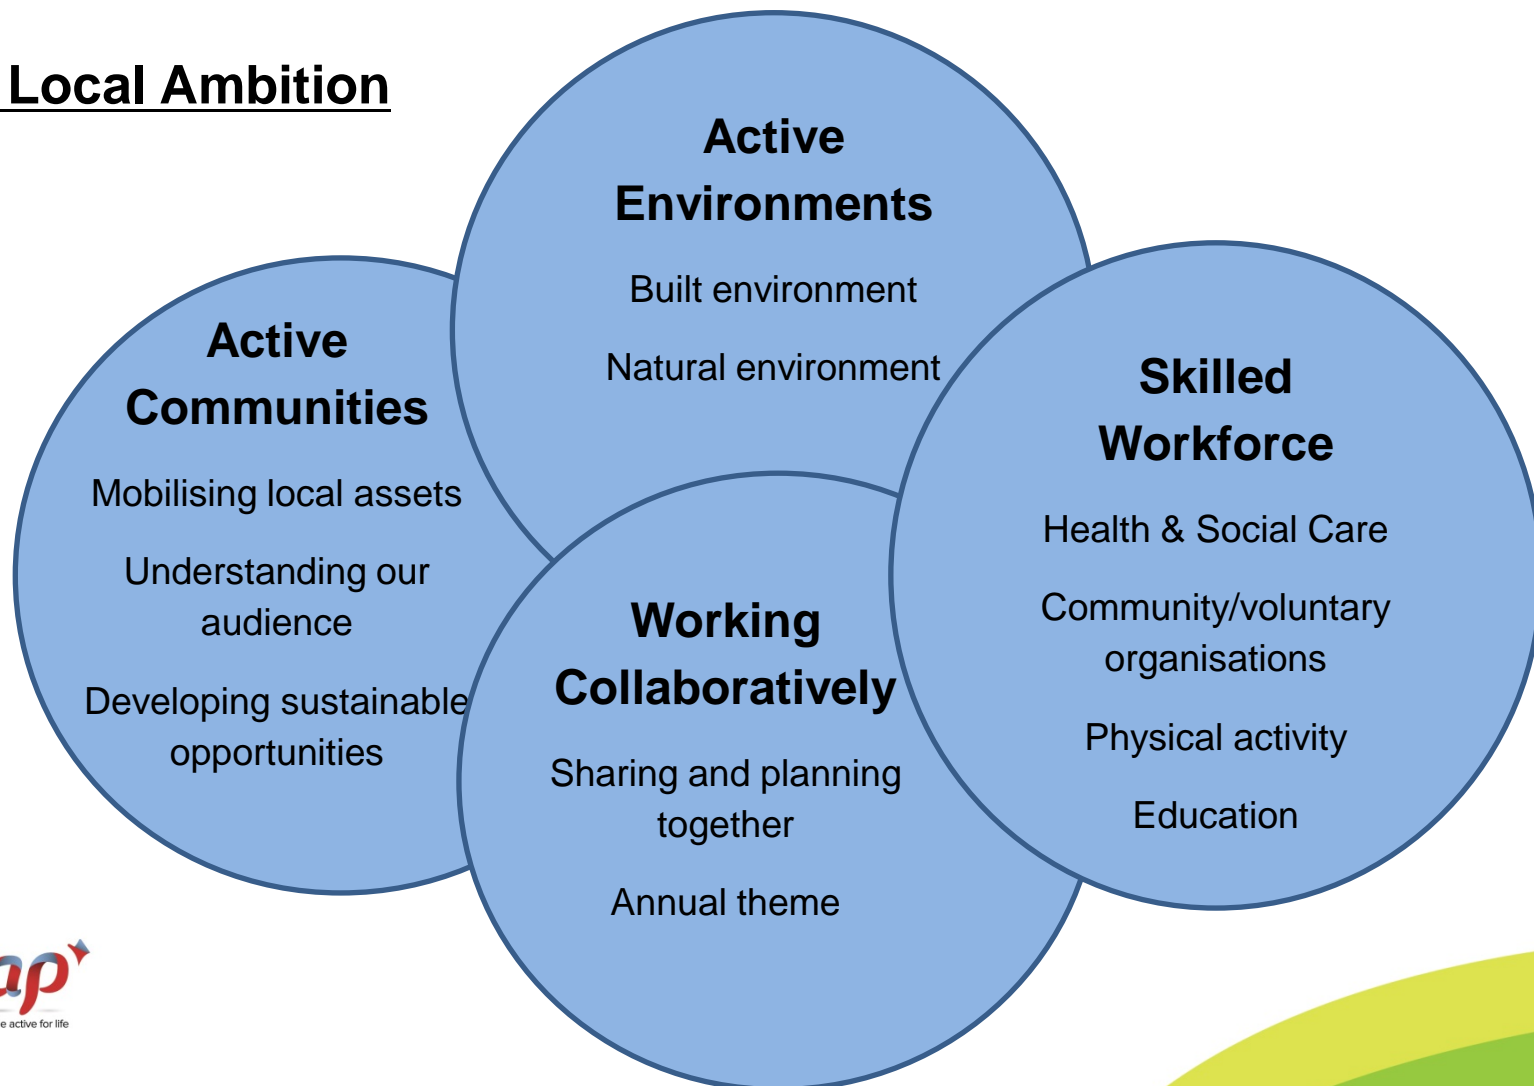 Local Ambition
Active
Environments
Built environment
Natural environment
Active
Communities
Mobilising local assets
Understanding our
audience
Developing sustainable
opportunities
Skilled
Workforce
Health & Social Care
Community/voluntary
organisations
Physical activity
Education
Working
Collaboratively
Sharing and planning
together
Annual theme
ap
e active for life